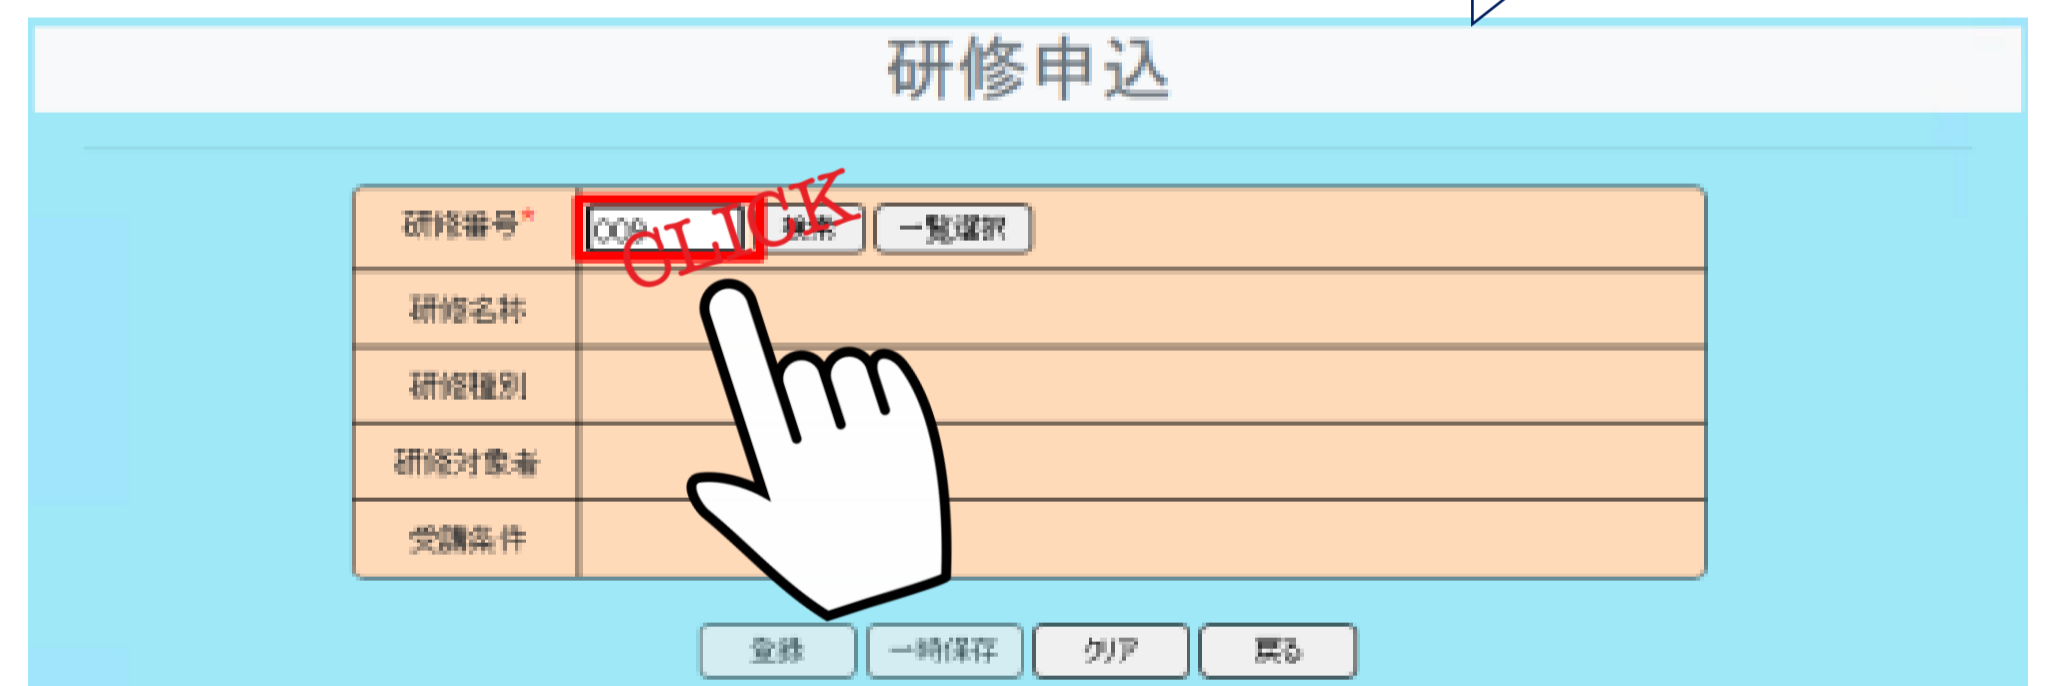 研修申込
研修番号* 009 検索 一覧選択
CLICK
研修名称
研修種別
研修対象者
受講条件
登録 一時保存 クリア 戻る